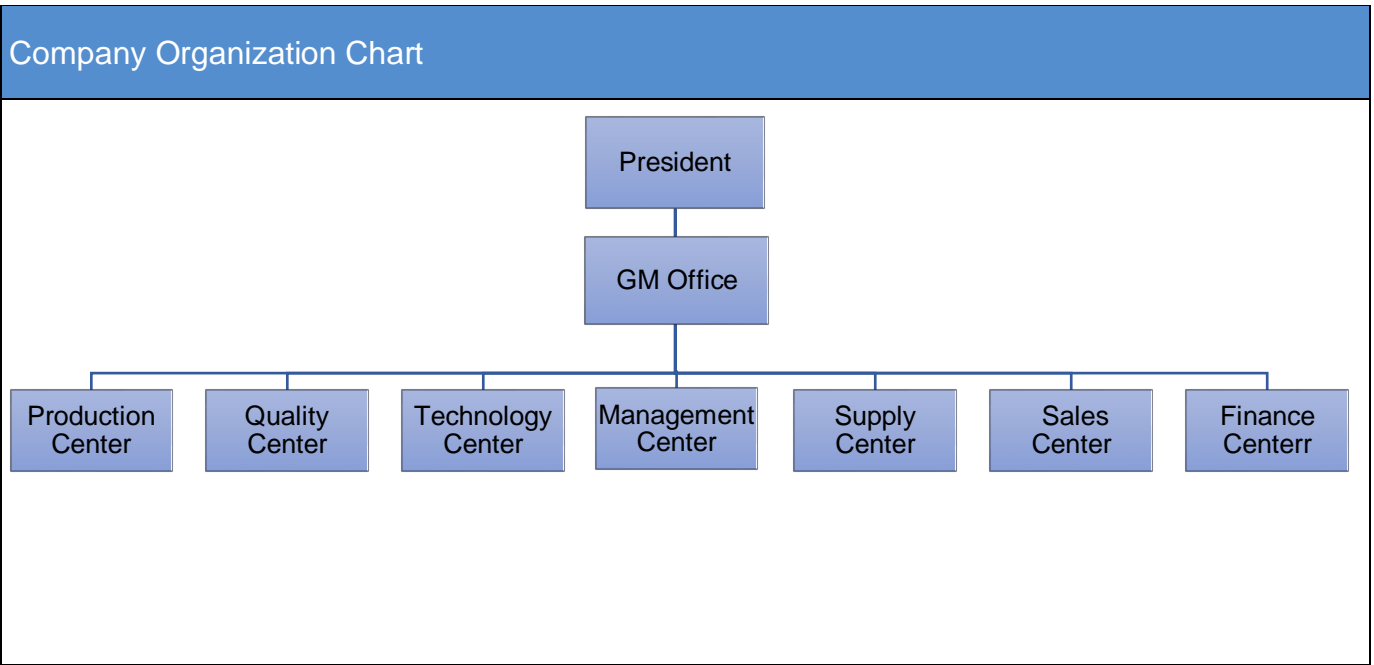 Company Organization Chart
President
GM Office
Production
Center
Quality
Center
Technology
Center
Management
Center
Supply
Center
Sales
Center
Finance
Centerr